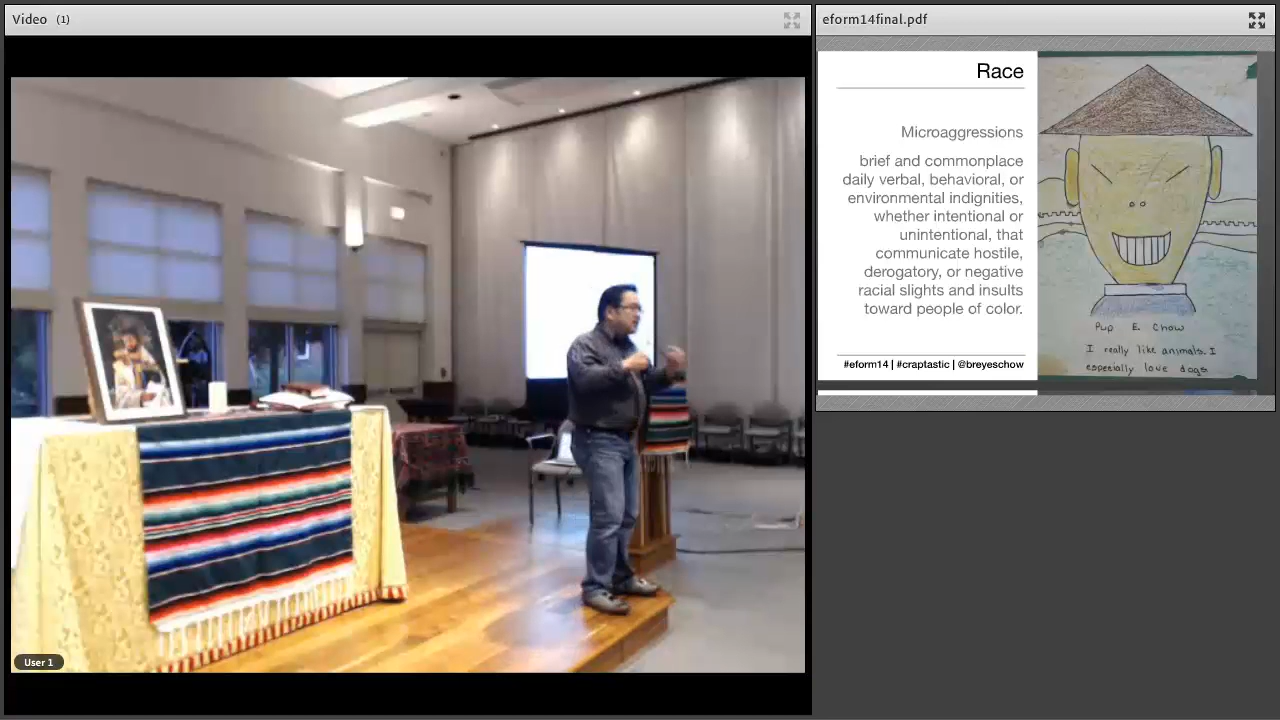 Video (1)
User 1
eform14final.pdf
Race
Microaggressions
brief and commonplace
daily verbal, behavioral, or
environmental indignities,
whether intentional or
unintentional, that
communicate hostile,
derogatory, or negative
racial slights and insults
toward people of color.
#eform14 | #craptastic | @breyeschow
Pup E. Chow
I really like animals. I
especially love dogs